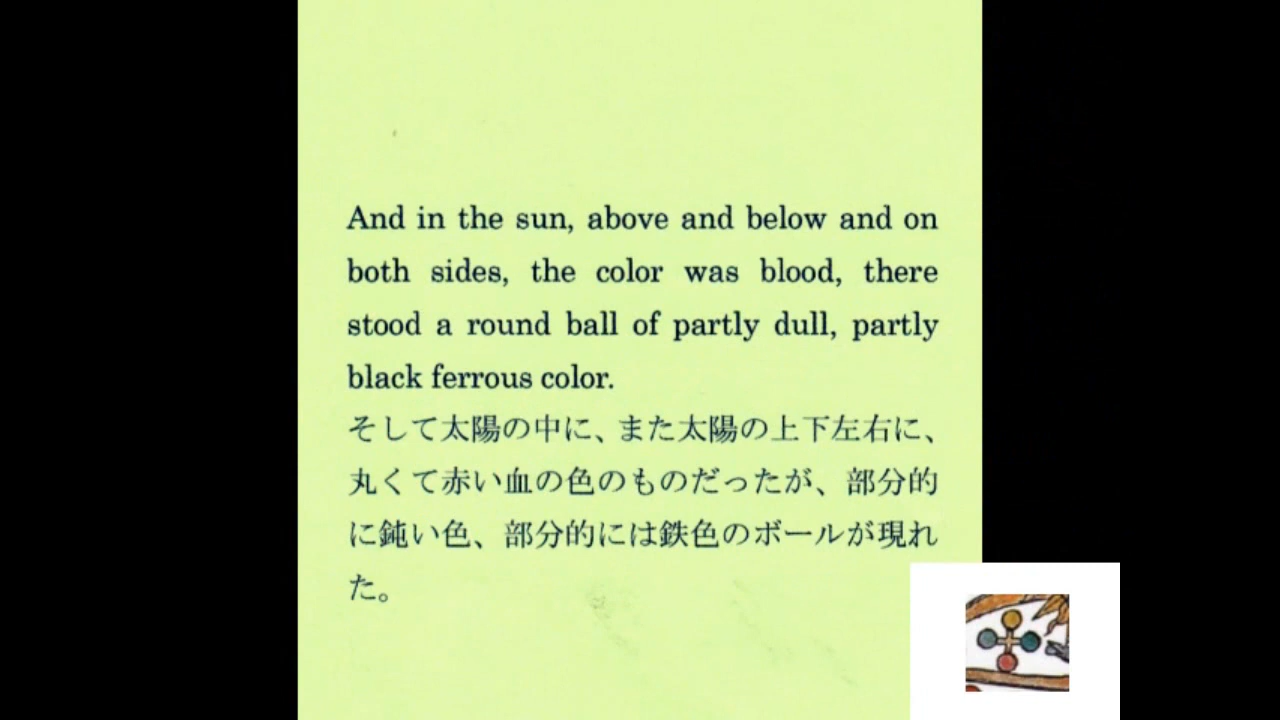 And in the sun, above and below and on
both sides, the color was blood, there
stood a round ball of partly dull, partly
black ferrous color.
そして太陽の中に、また太陽の上下左右に、
丸くて赤い血の色のものだったが、部分的
に鈍い色、部分的には鉄色のボールが現れ
た。